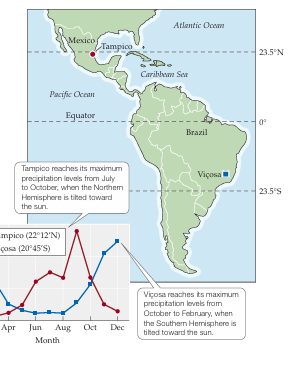 Atlantic Ocean
Mexico
Tampico
23.5°N
Caribbean Sea
Pacific Ocean
Equator
0°
Brazil
Viçosa
23.5°S
Tampico reaches its maximum
precipitation levels from July
to October, when the Northern
Hemisphere is tilted toward
the sun.
mpico (22°12'N)
çosa (20°45'S)
Apr Jun Aug Oct Dec
Month
Viçosa reaches its maximum
precipitation levels from
October to February, when
the Southern Hemisphere is
tilted toward the sun.